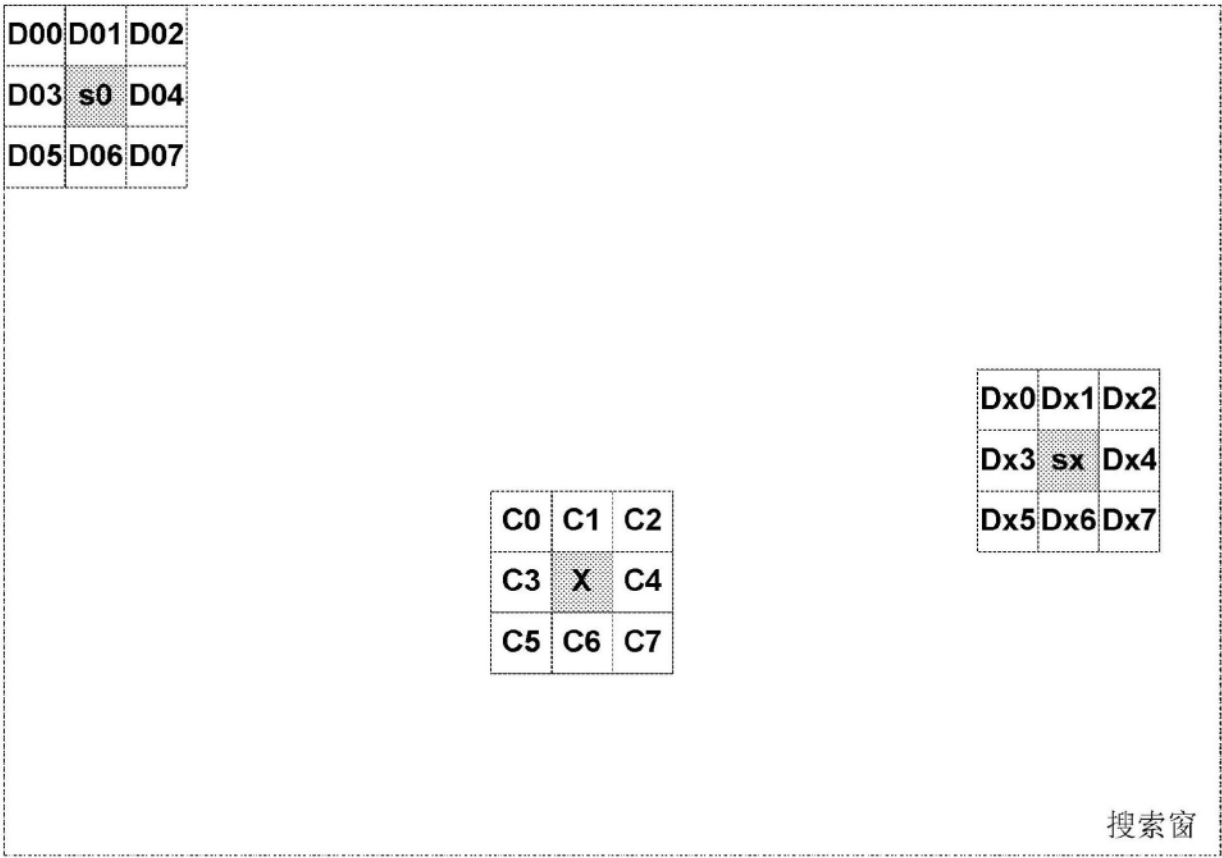 D00 D01 D02
D03 s0 D04
D05 D06 D07
Dx0 Dx1 Dx2
Dx3 sx Dx4
Dx5 Dx6 Dx7
C0 C1 C2
C3 X C4
C5 C6 C7
搜索窗